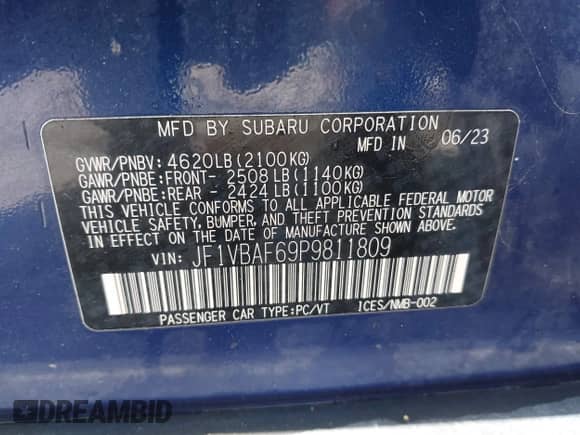 MFD BY SUBARU CORPORATION
MFD IN 06/23
GVWR/PNBV: 4620LB(2100KG)
GAWR/PNBE:FRONT- 2508LB(1140KG)
GAWR/PNBE:REAR - 2424LB(1100KG)
THIS VEHICLE CONFORMS TO ALL APPLICABLE FEDERAL MOTOR
VEHICLE SAFETY, BUMPER, AND THEFT PREVENTION STANDARDS
IN EFFECT ON THE DATE OF MANUFACTURE SHOWN ABOVE.
VIN: JF1VBAF69P9811809
PASSENGER CAR TYPE:PC/VT ICES/NMB-002
DREAMBID